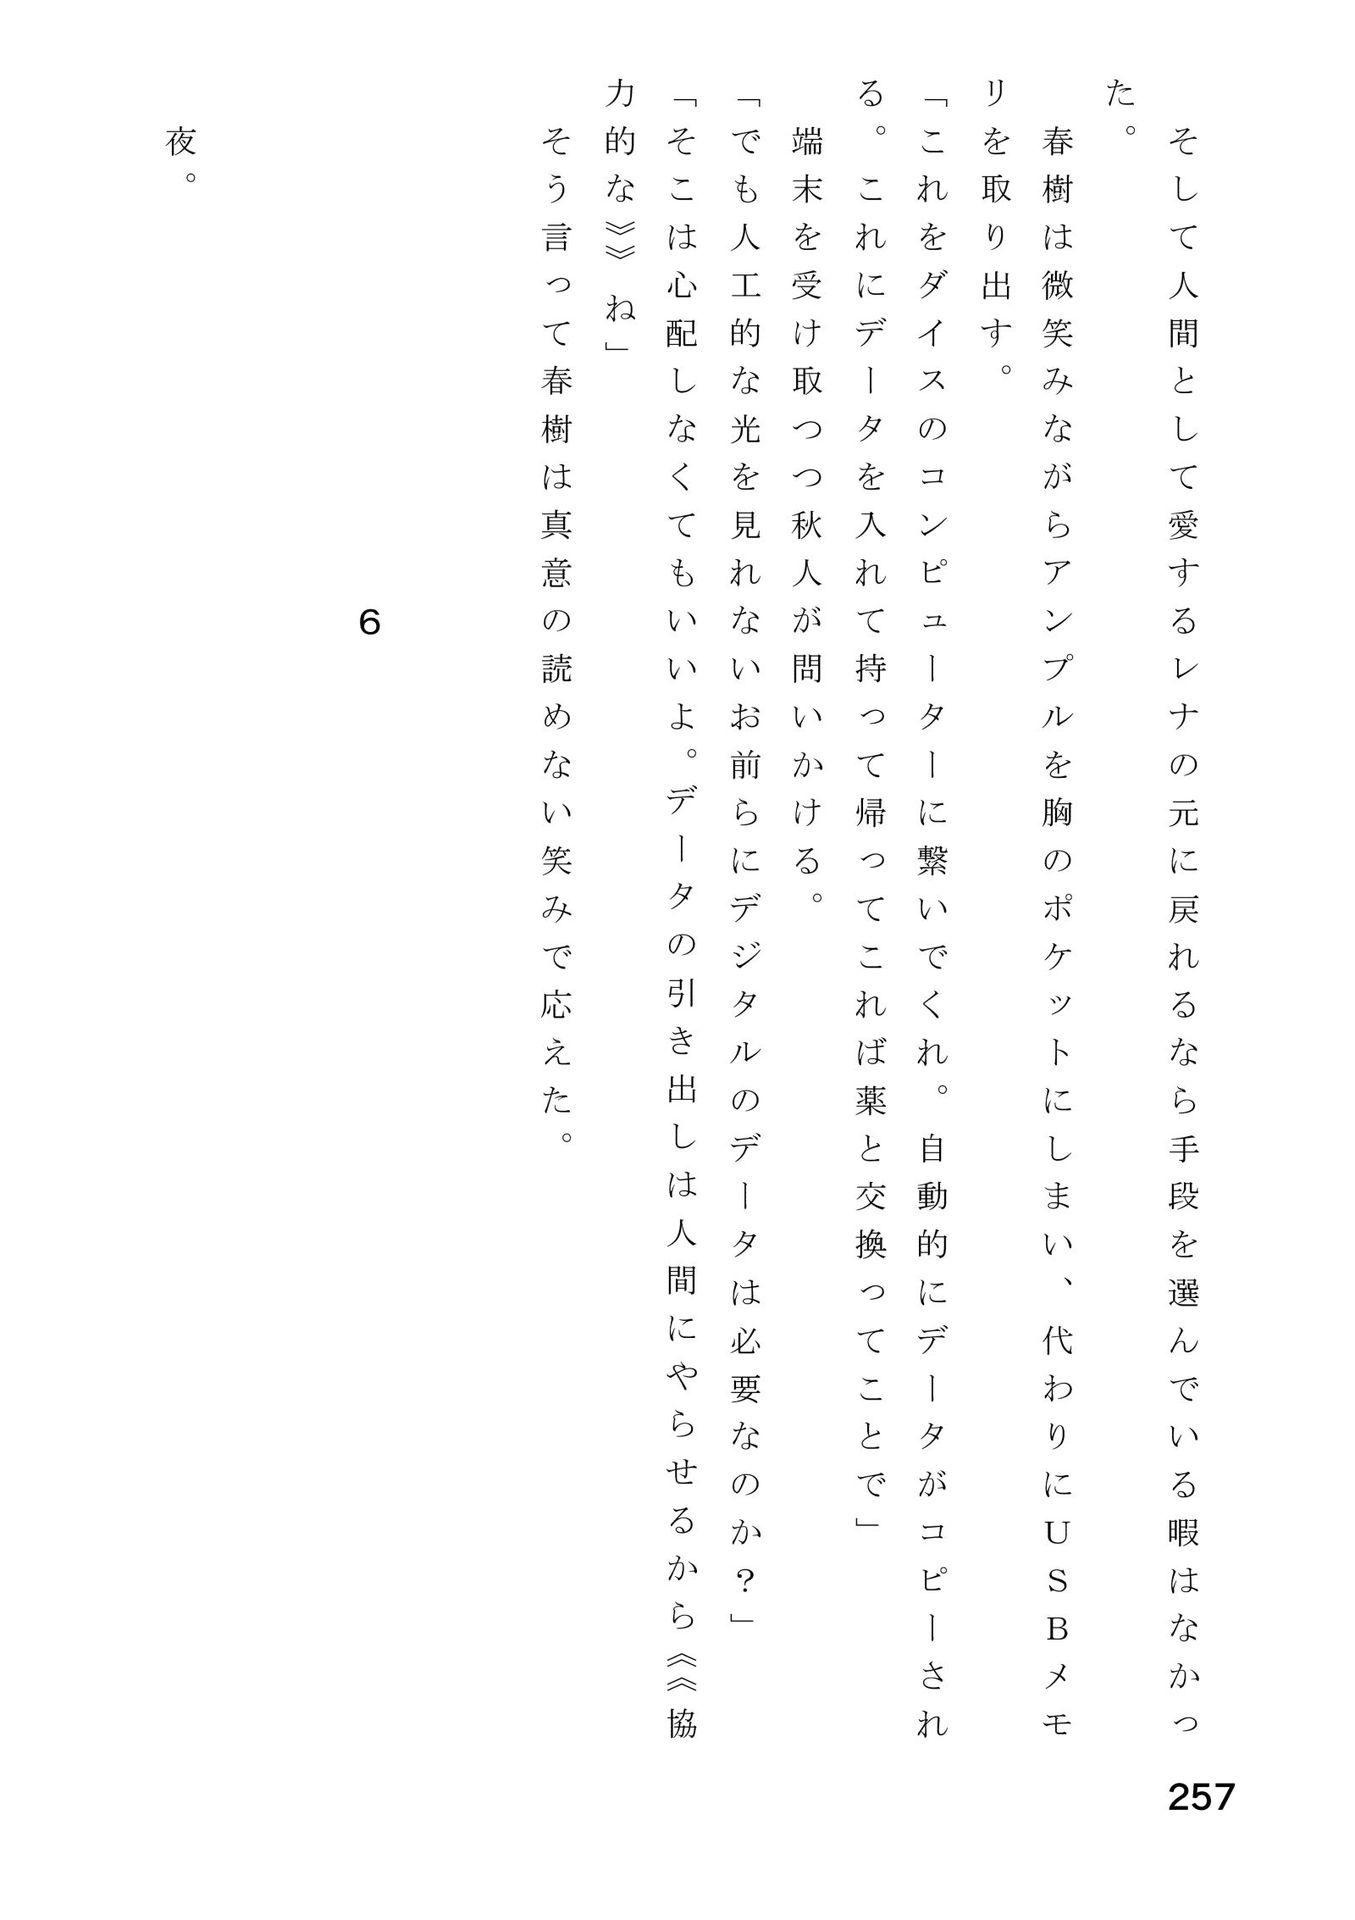 そして人間として愛するレナの元に戻れるなら手段を選んでいる暇はなかっ
た。
　春樹は微笑みながらアンプルを胸のポケットにしまい、代わりにＵＳＢメモ
リを取り出す。
「これをダイスのコンピューターに繋いでくれ。自動的にデータがコピーされ
る。これにデータを入れて持って帰ってこれば薬と交換ってことで」
　端末を受け取つつ秋人が問いかける。
「でも人工的な光を見れないお前らにデジタルのデータは必要なのか？」
「そこは心配しなくてもいいよ。データの引き出しは人間にやらせるから《《協
力的な》》ね」
　そう言って春樹は真意の読めない笑みで応えた。
6
　夜。
257